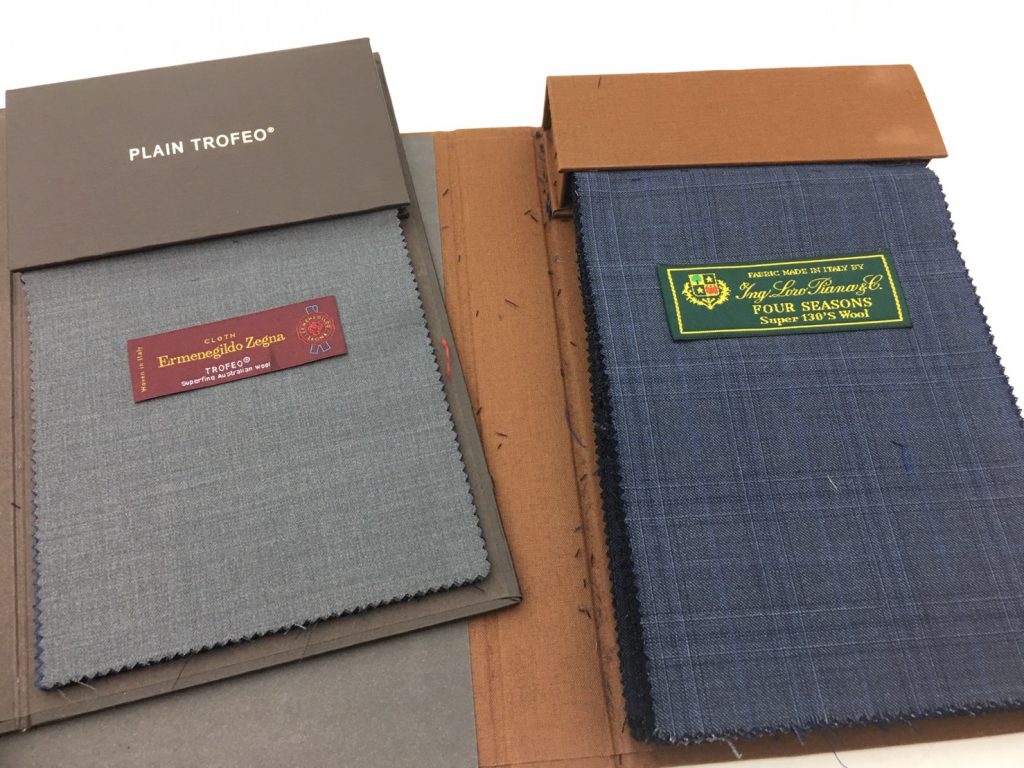 PLAIN TROFEO®
Woven in Italy
CLOTH
Ermenegildo Zegna
TROFEO®
Superfine Australian Wool
FABRIC MADE IN ITALY BY
Ing. Loro Piana & C.
FOUR SEASONS
Super 130'S Wool